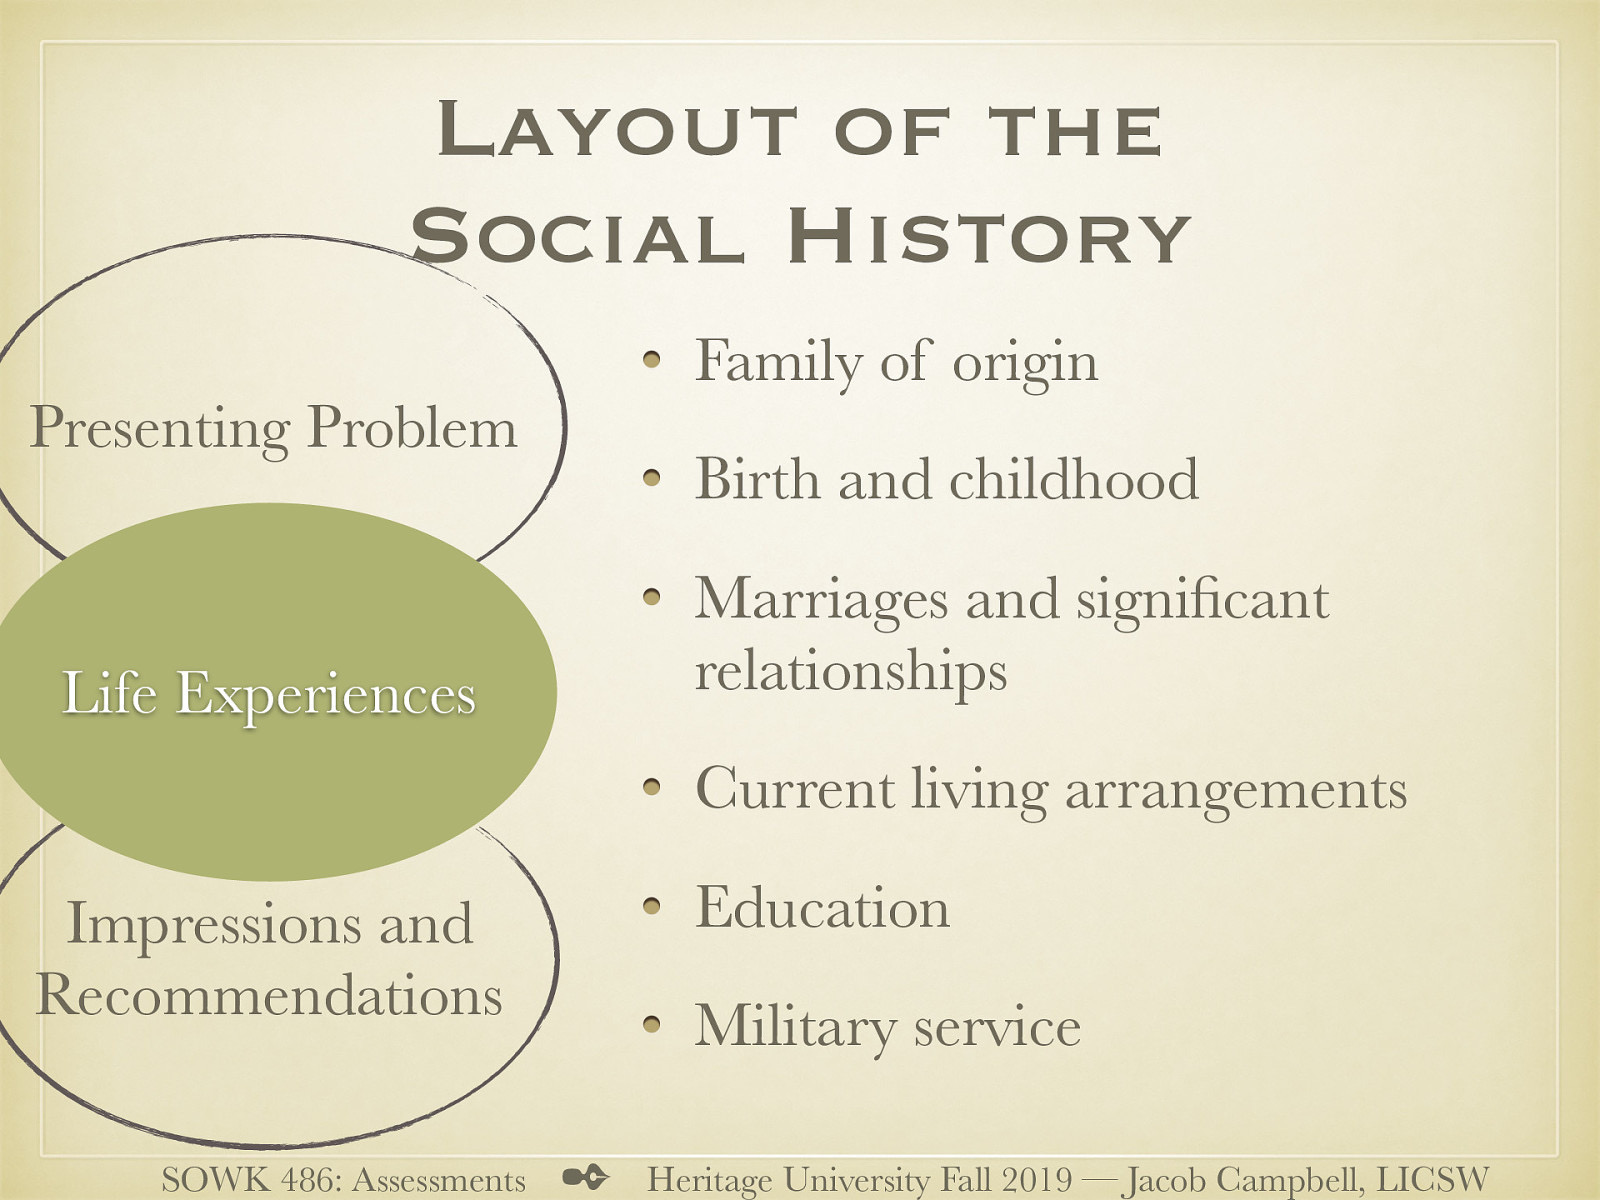 Layout of the
Social History
Presenting Problem
Life Experiences
Impressions and
Recommendations
• Family of origin
• Birth and childhood
• Marriages and significant
relationships
• Current living arrangements
• Education
• Military service
SOWK 486: Assessments ✒ Heritage University Fall 2019 — Jacob Campbell, LICSW